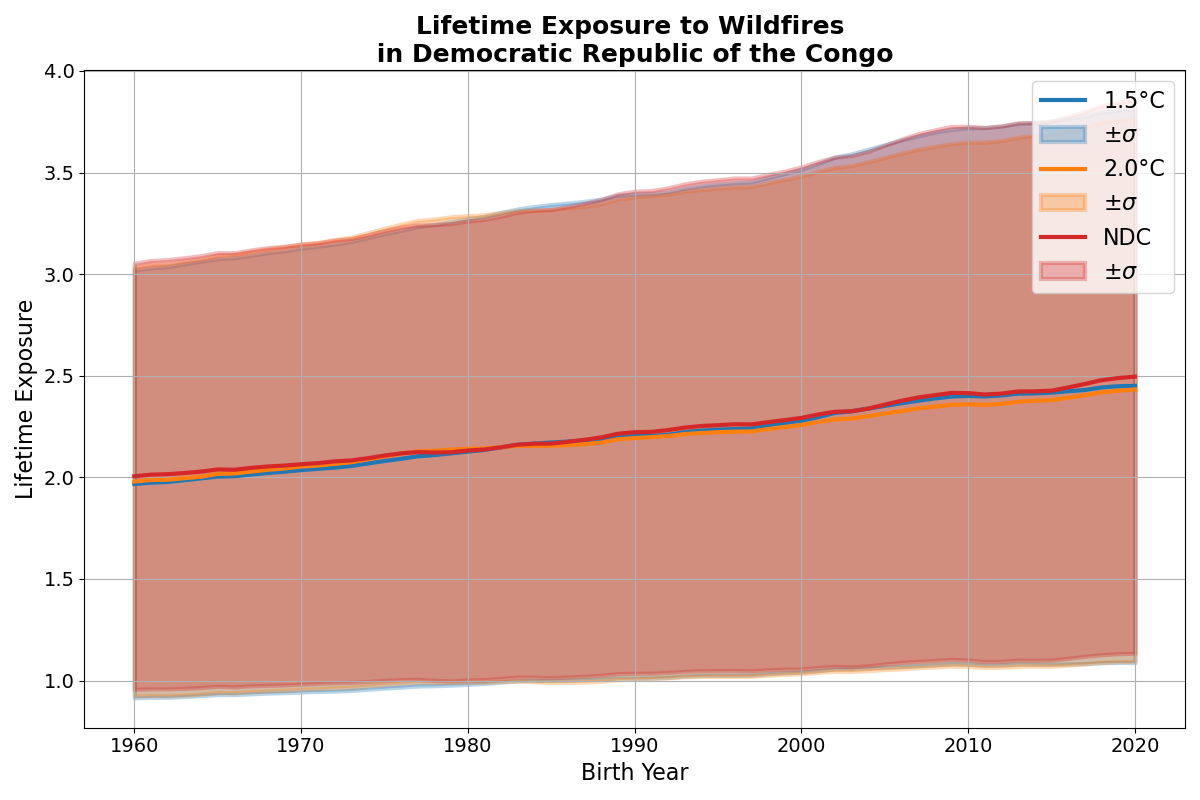 Lifetime Exposure to Wildfires
in Democratic Republic of the Congo
4.0
3.5
3.0
2.5
2.0
1.5
1.0
Lifetime Exposure
1960
1970
1980
1990
2000
2010
2020
Birth Year
1.5°C
±σ
2.0°C
±σ
NDC
±σ